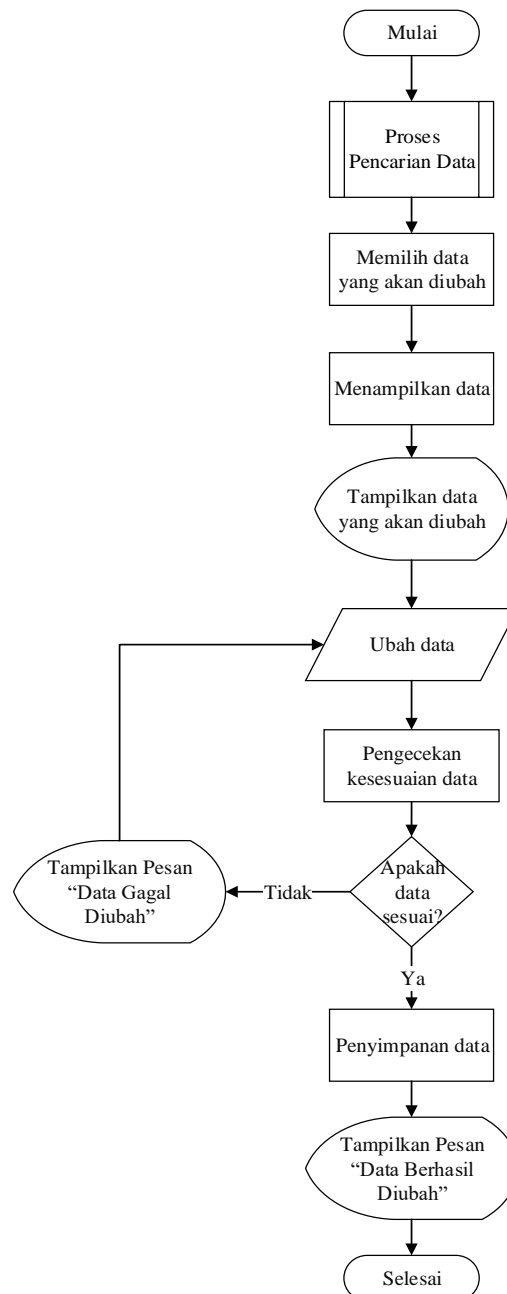 Mulai
Proses
Pencarian Data
Memilih data
yang akan diubah
Menampilkan data
Tampilkan data
yang akan diubah
Ubah data
Pengecekan
kesesuaian data
Apakah
data
sesuai?
Tidak
Tampilkan Pesan
“Data Gagal
Diubah”
Ya
Penyimpanan data
Tampilkan Pesan
“Data Berhasil
Diubah”
Selesai